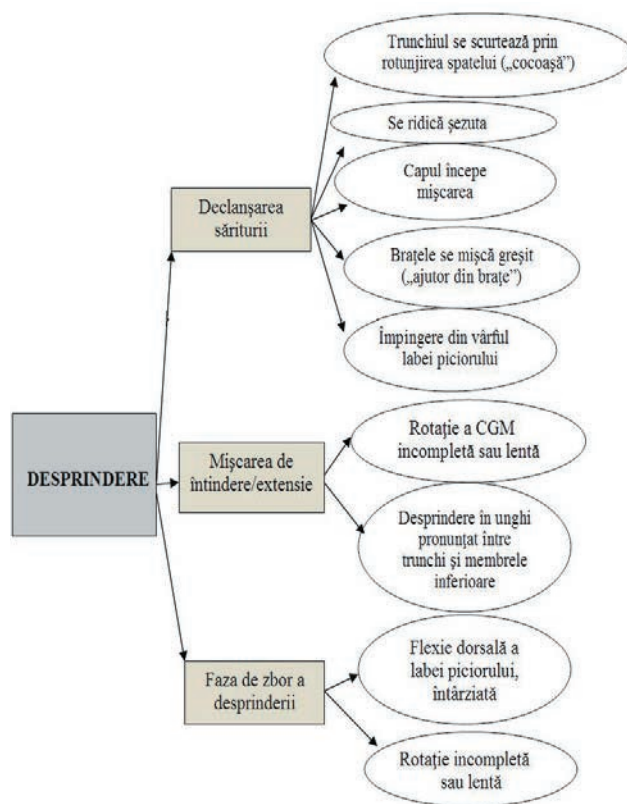 Trunchiul se scurtează prin
rotunjirea spatelui („cocoașă”)
Se ridică șezuta
Capul începe
mișcarea
Declanșarea
săriturii
Brațele se mișcă greșit
(„ajutor din brațe”)
Împingere din vârful
labei piciorului
DESPRINDERE
Mișcarea de
întindere/extensie
Rotație a CGM
incompletă sau lentă
Desprindere în unghi
pronunțat între
trunchi și membrele
inferioare
Faza de zbor a
desprinderii
Flexie dorsală a
labei piciorului,
întârziată
Rotație incompletă
sau lentă